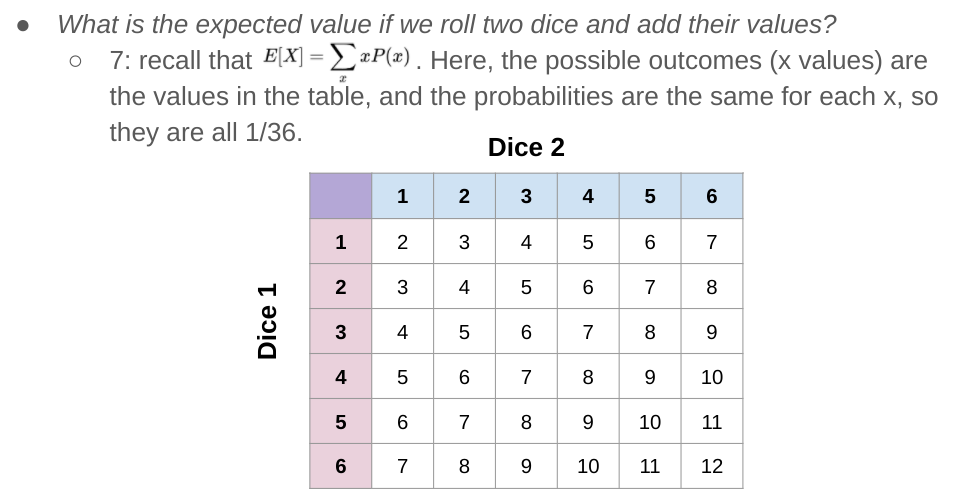 ● What is the expected value if we roll two dice and add their values?
○ 7: recall that E[X] = ∑ₓ xP(x). Here, the possible outcomes (x values) are
the values in the table, and the probabilities are the same for each x, so
they are all 1/36.
Dice 2
1 2 3 4 5 6
Dice 1
1 2 3 4 5 6 7
2 3 4 5 6 7 8
3 4 5 6 7 8 9
4 5 6 7 8 9 10
5 6 7 8 9 10 11
6 7 8 9 10 11 12